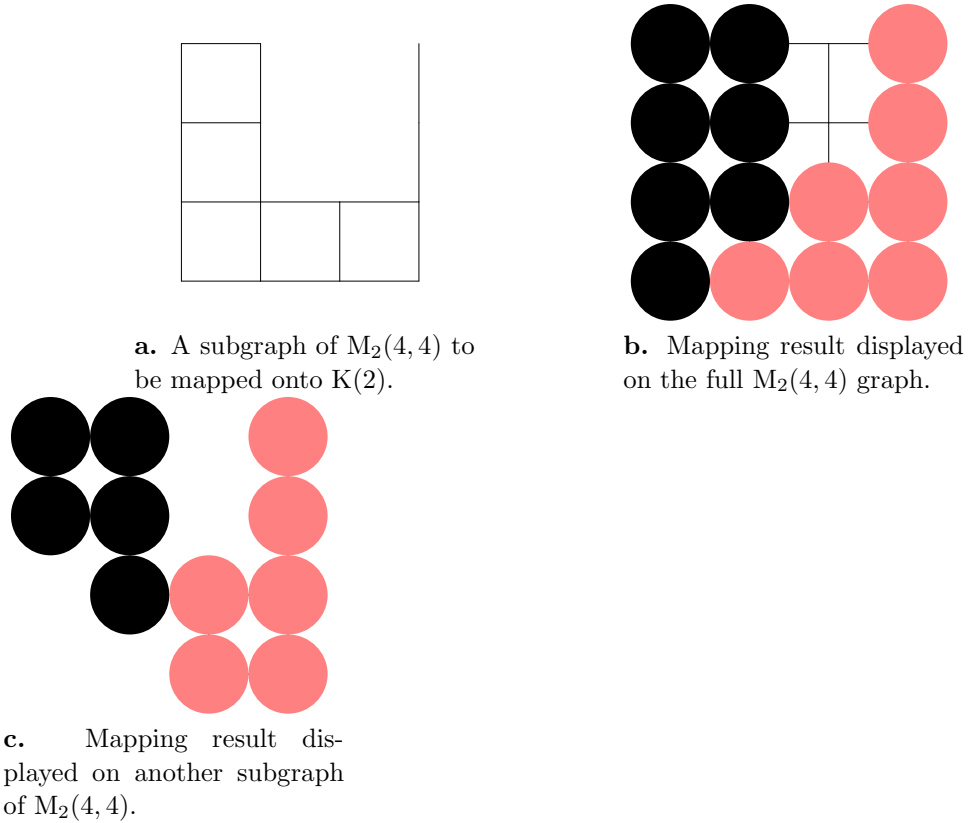 a. A subgraph of M₂(4, 4) to
be mapped onto K(2).
b. Mapping result displayed
on the full M₂(4, 4) graph.
c. Mapping result dis-
played on another subgraph
of M₂(4, 4).